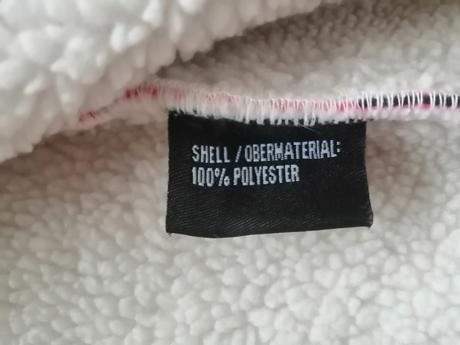 SHELL / OBERMATERIAL:
100% POLYESTER